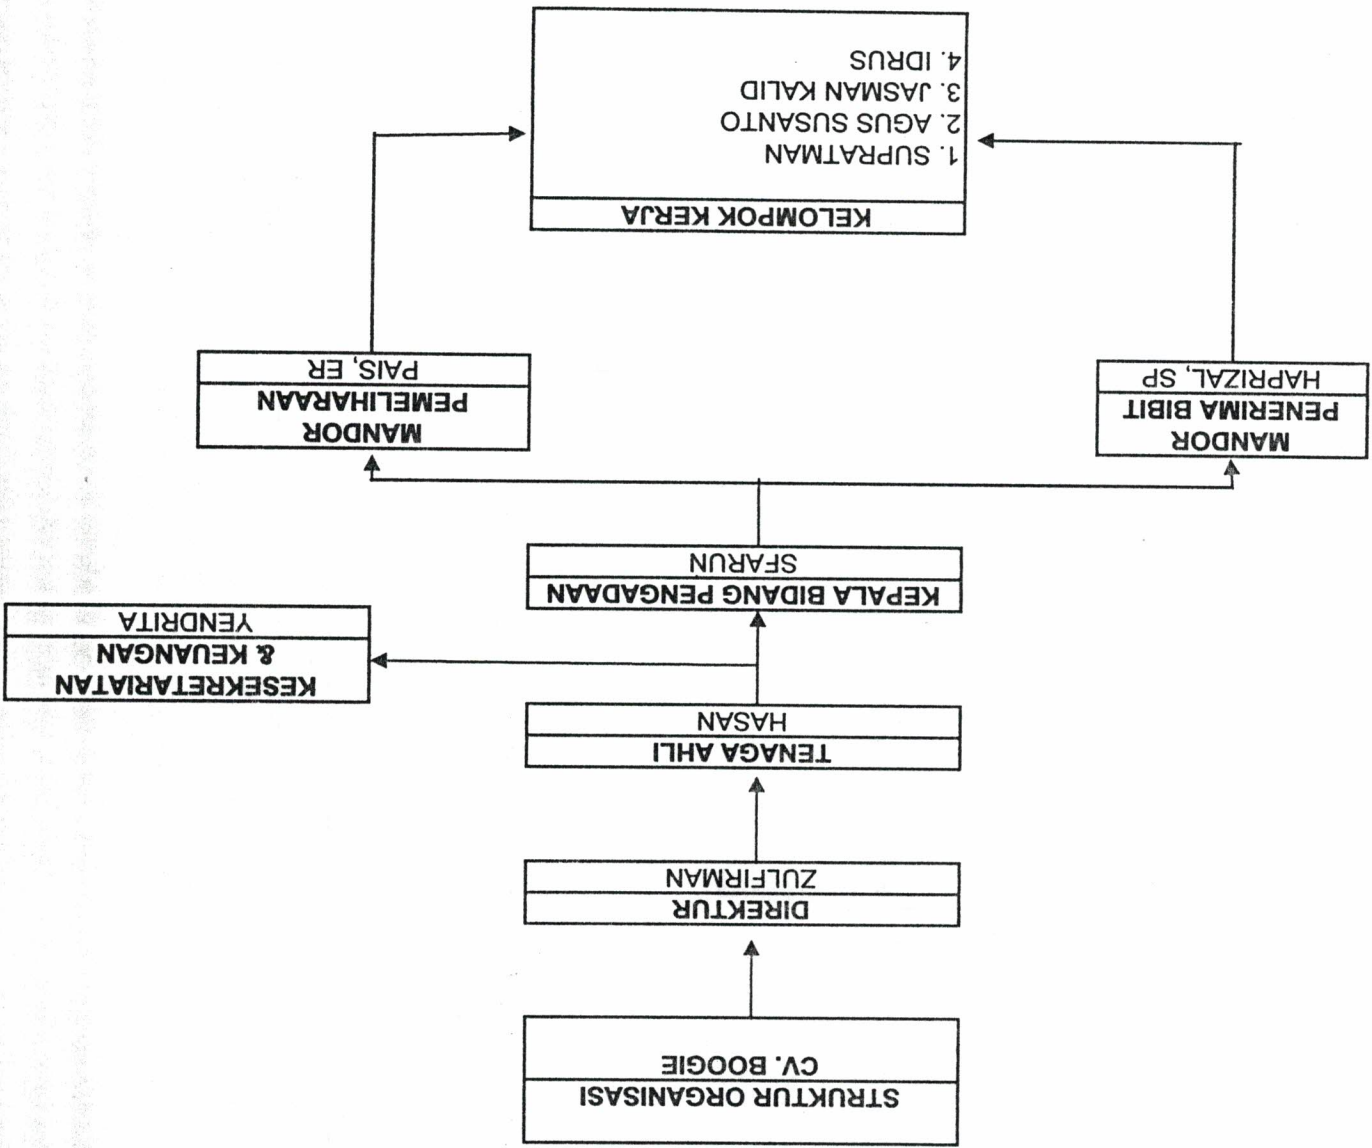 STRUKTUR ORGANISASI
CV. BOOGIE
DIREKTUR
ZULFIRMAN
TENAGA AHLI
HASAN
KESEKRETARIATAN
& KEUANGAN
YENDRITA
KEPALA BIDANG PENGADAAN
SFARUN
MANDOR
PENERIMA BIBIT
HAPRIZAL, SP
MANDOR
PEMELIHARAAN
PAIS, ER
KELOMPOK KERJA
1. SUPRATMAN
2. AGUS SUSANTO
3. JASMAN KALID
4. IDRUS